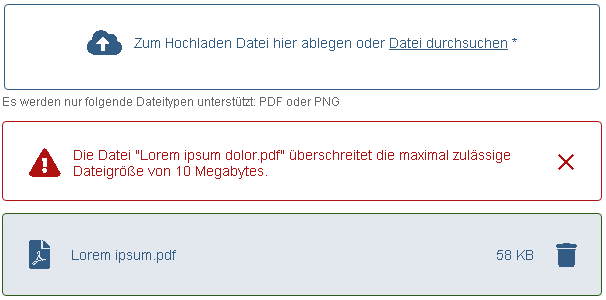 Zum Hochladen Datei hier ablegen oder Datei durchsuchen *
Es werden nur folgende Dateitypen unterstützt: PDF oder PNG
Die Datei "Lorem ipsum dolor.pdf" überschreitet die maximal zulässige
Dateigröße von 10 Megabytes.
Lorem ipsum.pdf 58 KB